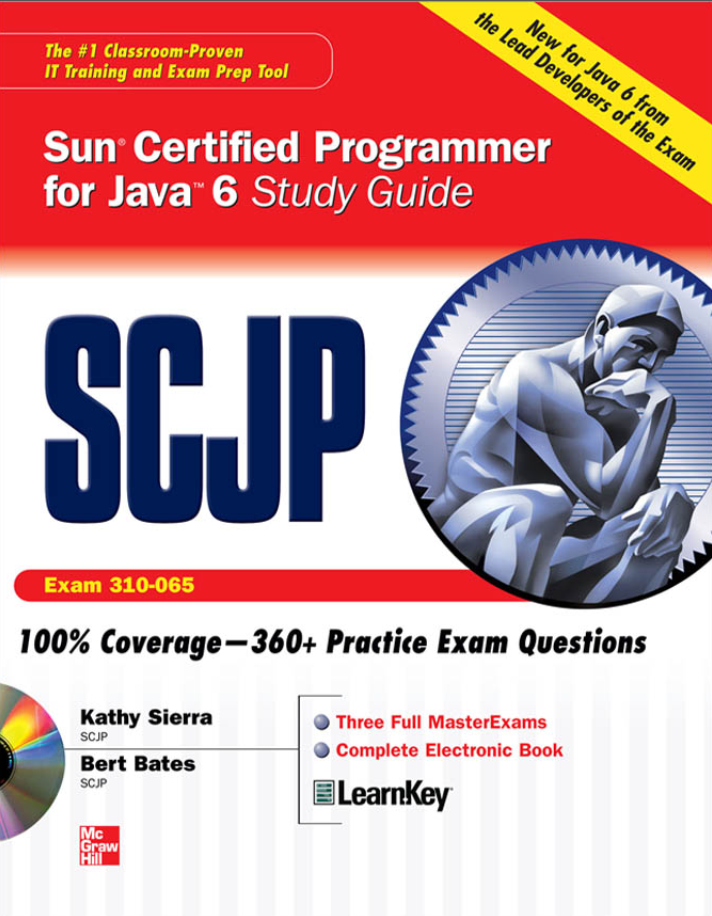 The #1 Classroom-Proven
IT Training and Exam Prep Tool
New for Java 6 from
the Lead Developers of the Exam
Sun® Certified Programmer
for Java™ 6 Study Guide
SCJP
Exam 310-065
100% Coverage—360+ Practice Exam Questions
Kathy Sierra
SCJP
Bert Bates
SCJP
Three Full MasterExams
Complete Electronic Book
LearnKey
Mc
Graw
Hill